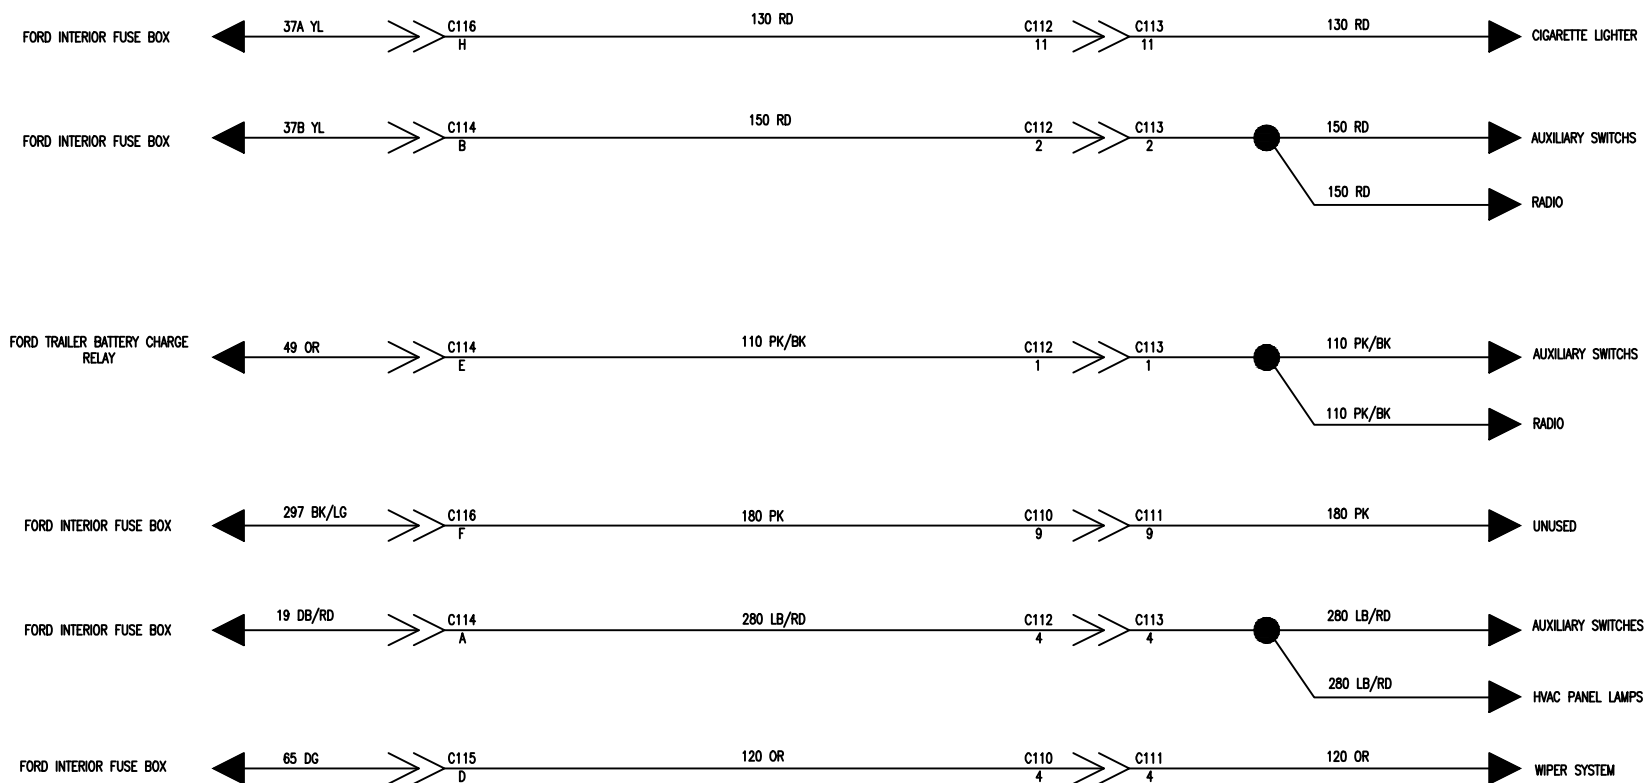 FORD INTERIOR FUSE BOX 37A YL C116 H 130 RD C112 11 C113 11 130 RD CIGARETTE LIGHTER
FORD INTERIOR FUSE BOX 37B YL C114 B 150 RD C112 2 C113 2 150 RD AUXILIARY SWITCHS
150 RD RADIO
FORD TRAILER BATTERY CHARGE
RELAY
49 OR C114 E 110 PK/BK C112 1 C113 1 110 PK/BK AUXILIARY SWITCHS
110 PK/BK RADIO
FORD INTERIOR FUSE BOX 297 BK/LG C116 F 180 PK C110 9 C111 9 180 PK UNUSED
FORD INTERIOR FUSE BOX 19 DB/RD C114 A 280 LB/RD C112 4 C113 4 280 LB/RD AUXILIARY SWITCHES
280 LB/RD HVAC PANEL LAMPS
FORD INTERIOR FUSE BOX 65 DG C115 D 120 OR C110 4 C111 4 120 OR WIPER SYSTEM